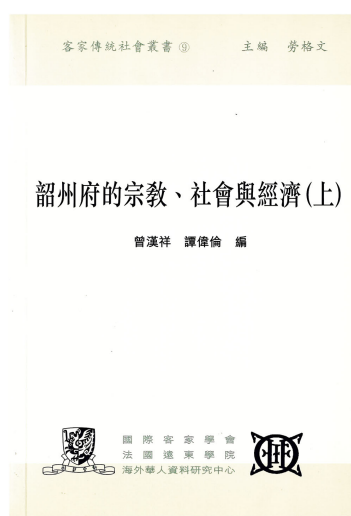 客家傳統社會叢書⑨ 主編 勞格文
韶州府的宗教、社會與經濟(上)
曾漢祥 譚偉倫 編
國際客家學會
法國遠東學院
海外華人資料研究中心